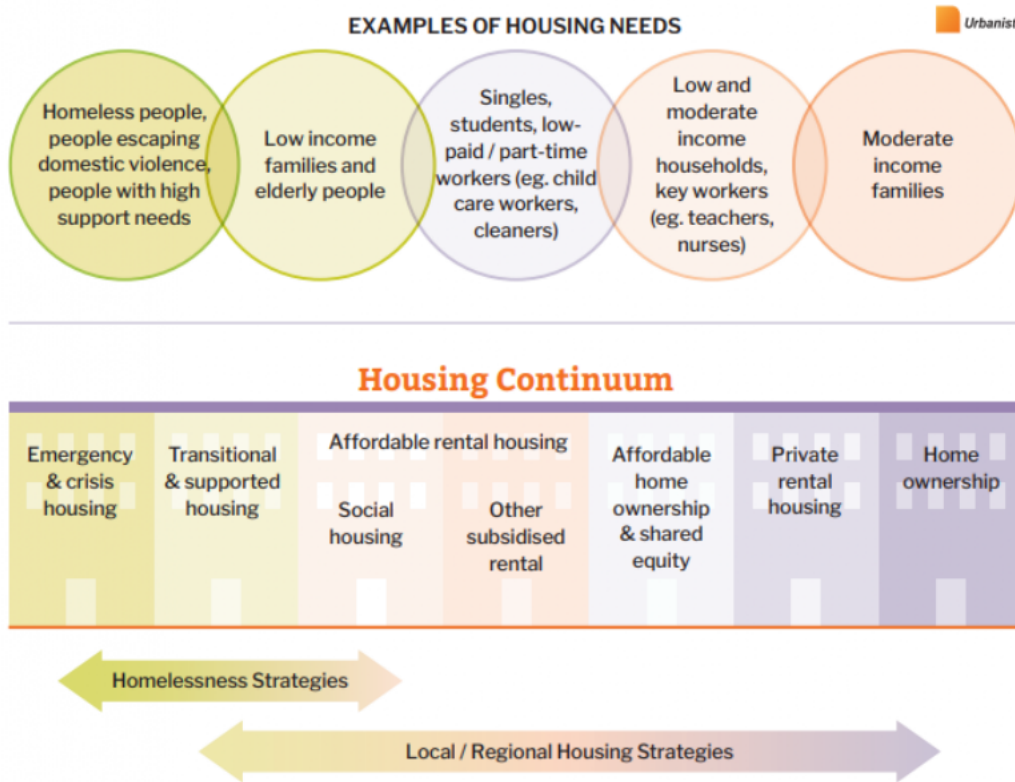 EXAMPLES OF HOUSING NEEDS
Urbanist
Homeless people,
people escaping
domestic violence,
people with high
support needs
Low income
families and
elderly people
Singles,
students, low-
paid / part-time
workers (eg. child
care workers,
cleaners)
Low and
moderate
income
households,
key workers
(eg. teachers,
nurses)
Moderate
income
families
Housing Continuum
Emergency
& crisis
housing
Transitional
& supported
housing
Affordable rental housing
Social
housing
Other
subsidised
rental
Affordable
home
ownership
& shared
equity
Private
rental
housing
Home
ownership
Homelessness Strategies
Local / Regional Housing Strategies